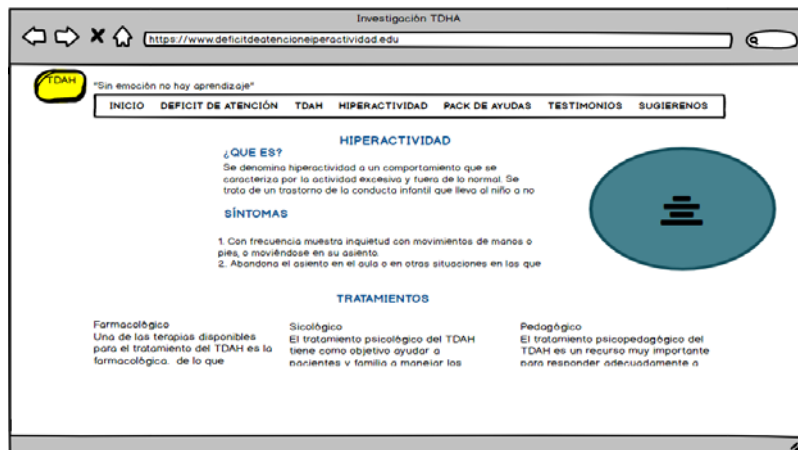 Investigación TDHA
https://www.deficitdeatencioneiperactividad.edu
TDAH
"Sin emoción no hay aprendizaje"
INICIO DEFICIT DE ATENCIÓN TDAH HIPERACTIVIDAD PACK DE AYUDAS TESTIMONIOS SUGIERENOS
HIPERACTIVIDAD
¿QUE ES?
Se denomina hiperactividad a un comportamiento que se
caracteriza por la actividad excesiva y fuera de lo normal. Se
trata de un trastorno de la conducta infantil que lleva al niño a no
SÍNTOMAS
1. Con frecuencia muestra inquietud con movimientos de manos o
pies, o moviéndose en su asiento.
2. Abandona el asiento en el aula o en otras situaciones en las que
TRATAMIENTOS
Farmacológico
Una de las terapias disponibles
para el tratamiento del TDAH es la
farmacológica. de lo que
Sicológico
El tratamiento psicológico del TDAH
tiene como objetivo ayudar a
pacientes y familia a manejar los
Pedagógico
El tratamiento psicopedagógico del
TDAH es un recurso muy importante
para responder adecuadamente a